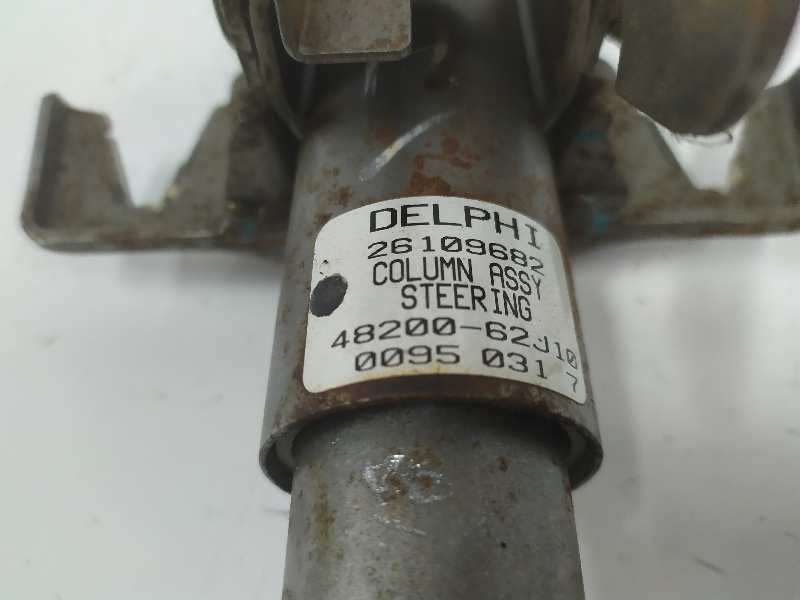 DELPHI
26109682
COLUMN ASSY
STEERING
48200-62J10
0095 031 7